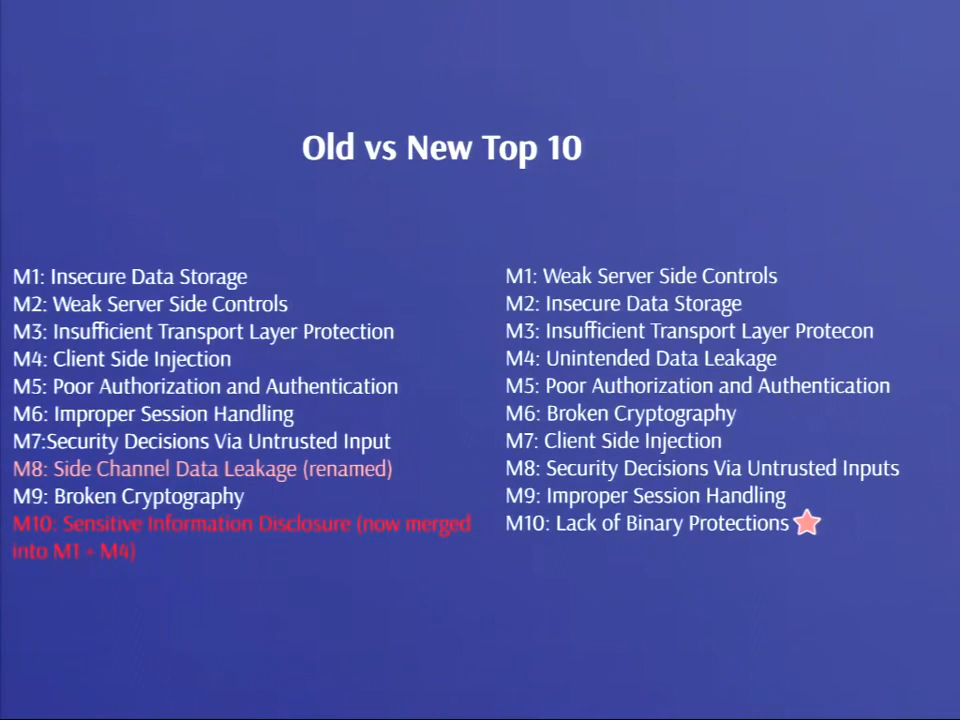 Old vs New Top 10
M1: Insecure Data Storage
M2: Weak Server Side Controls
M3: Insufficient Transport Layer Protection
M4: Client Side Injection
M5: Poor Authorization and Authentication
M6: Improper Session Handling
M7:Security Decisions Via Untrusted Input
M8: Side Channel Data Leakage (renamed)
M9: Broken Cryptography
M10: Sensitive Information Disclosure (now merged
into M1 + M4)
M1: Weak Server Side Controls
M2: Insecure Data Storage
M3: Insufficient Transport Layer Protecon
M4: Unintended Data Leakage
M5: Poor Authorization and Authentication
M6: Broken Cryptography
M7: Client Side Injection
M8: Security Decisions Via Untrusted Inputs
M9: Improper Session Handling
M10: Lack of Binary Protections